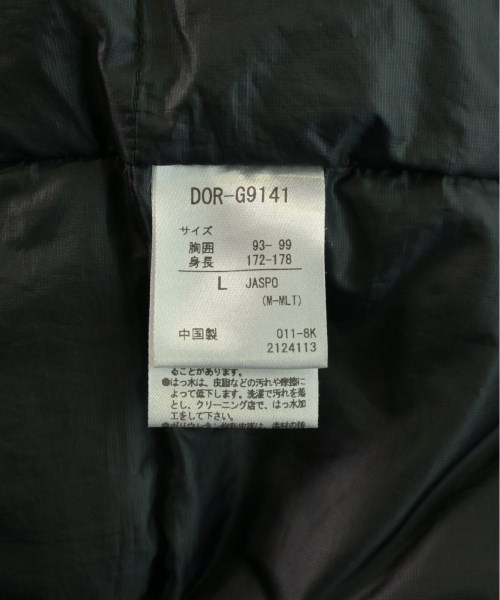 DOR-G9141
サイズ
胸囲 93- 99
身長 172-178
L JASPO
(M-MLT)
中国製 011-8K
2124113
ることがあります。
●はっ水は、皮脂などの汚れや摩擦に
よって低下します。洗濯で汚れを落
とし、クリーニング店で、はっ水加
工をして下さい。